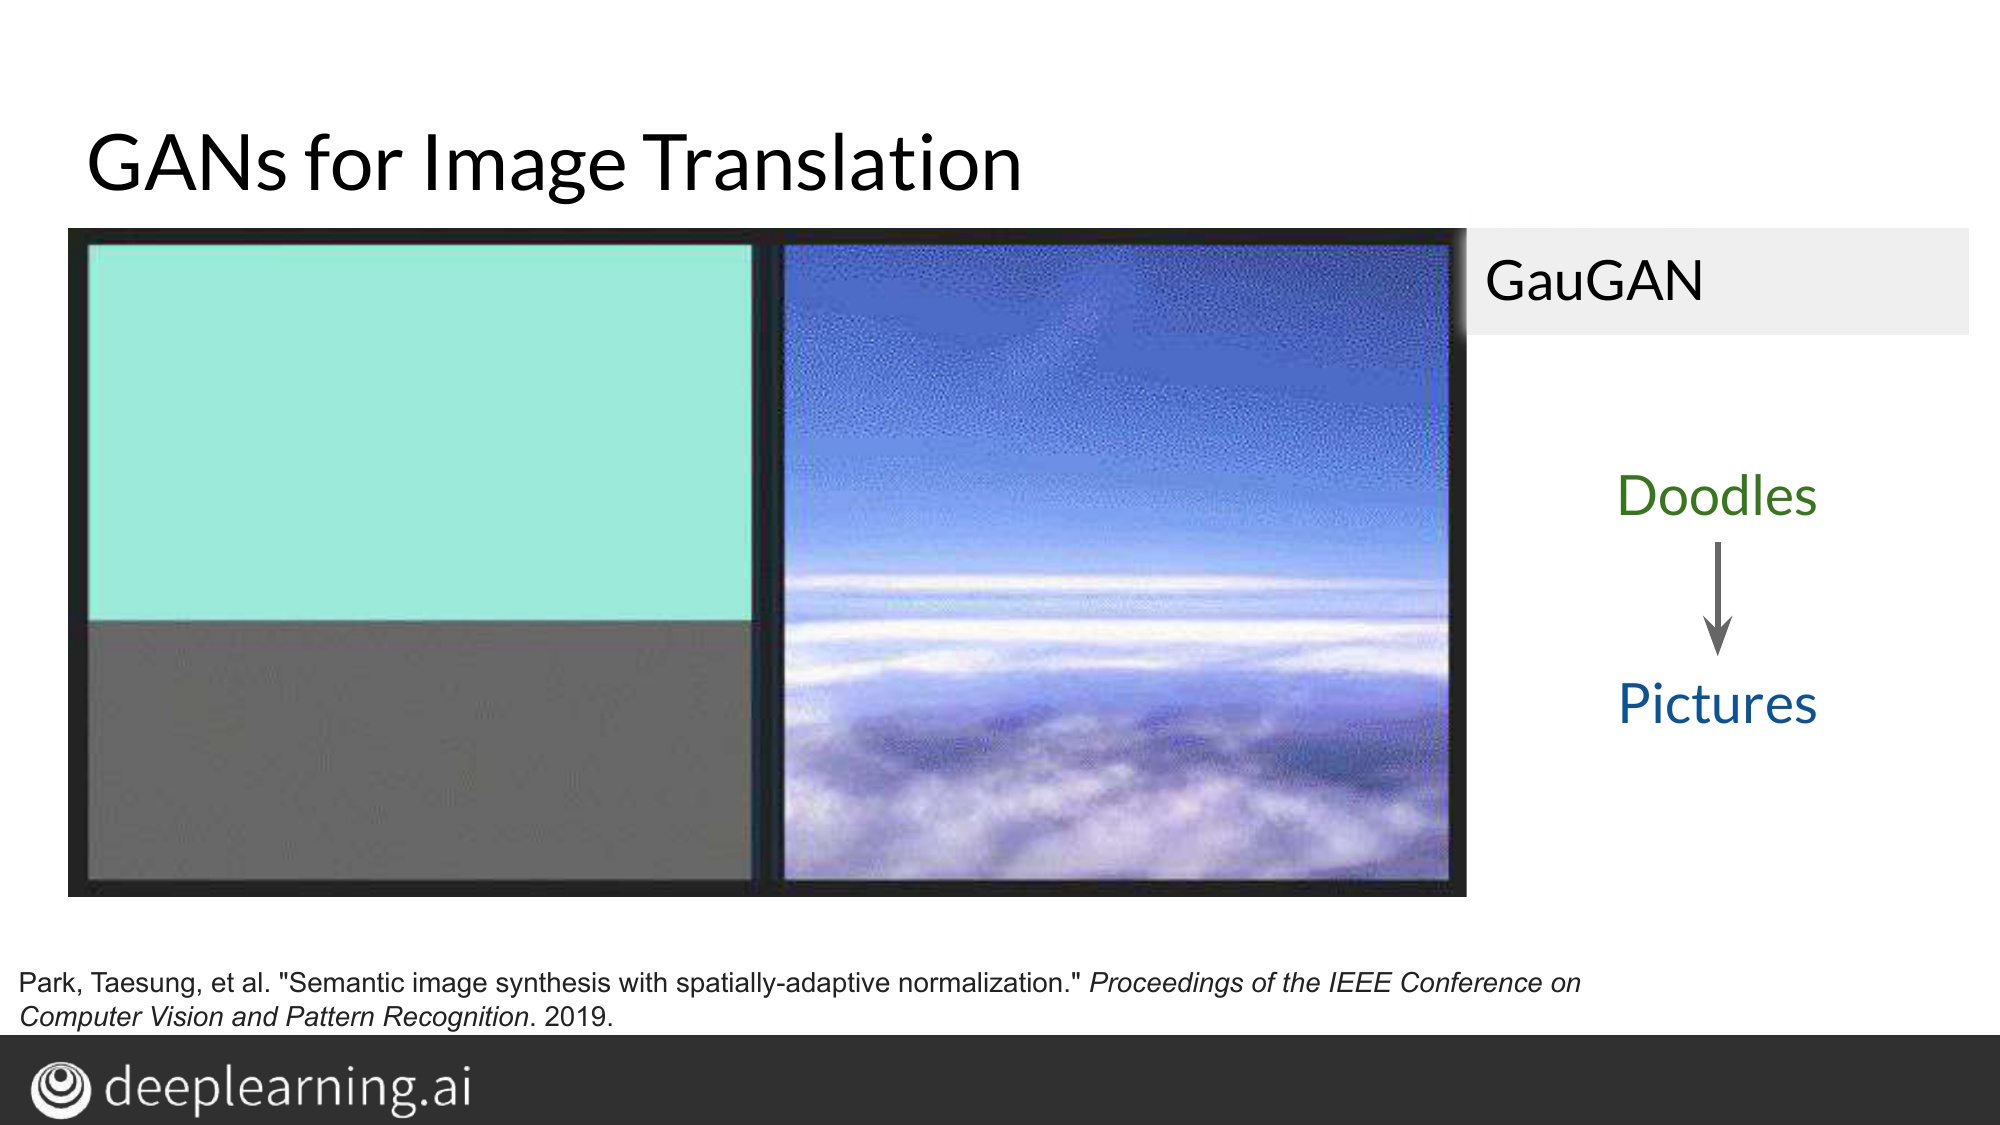 GANs for Image Translation
GauGAN
Doodles
Pictures
Park, Taesung, et al. "Semantic image synthesis with spatially-adaptive normalization." Proceedings of the IEEE Conference on
Computer Vision and Pattern Recognition. 2019.
deeplearning.ai